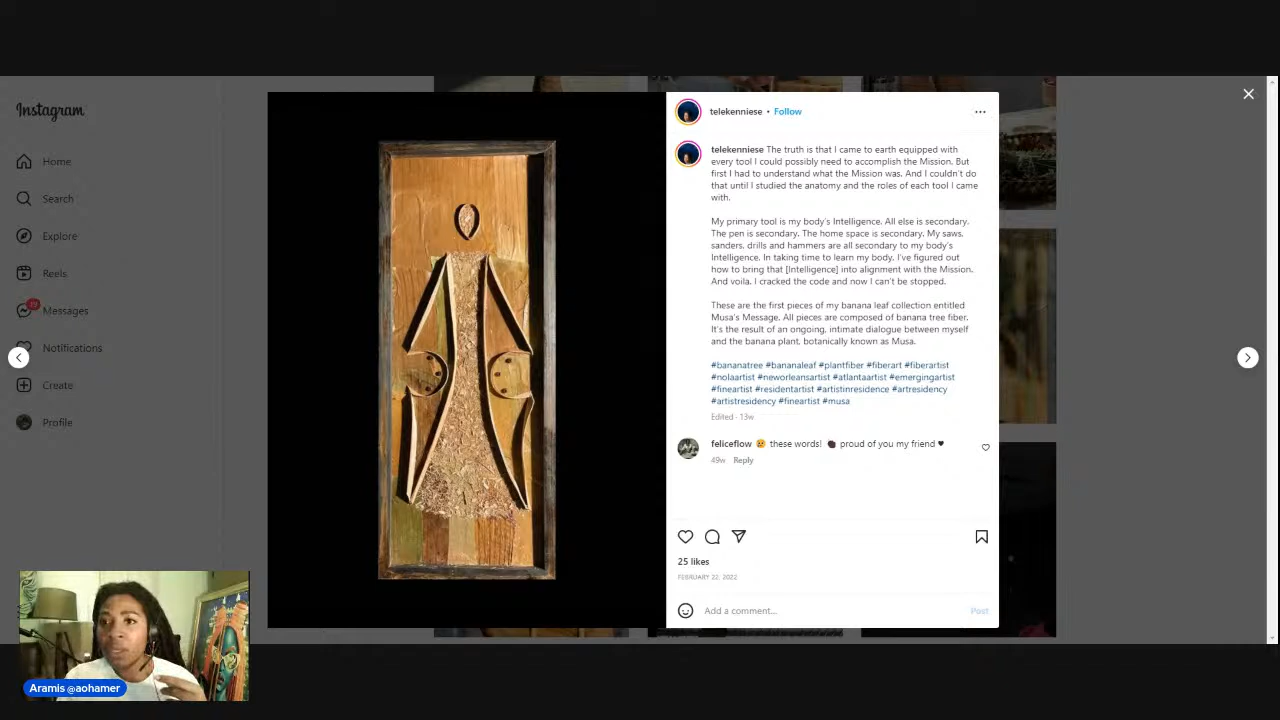 Instagram
Home
Search
Explore
Reels
Messages
Notifications
Create
Profile
telekenniese • Follow
telekenniese The truth is that I came to earth equipped with
every tool I could possibly need to accomplish the Mission. But
first I had to understand what the Mission was. And I couldn't do
that until I studied the anatomy and the roles of each tool I came
with.
My primary tool is my body's Intelligence. All else is secondary.
The pen is secondary. The home space is secondary. My saws,
sanders, drills and hammers are all secondary to my body's
Intelligence. In taking time to learn my body, I've figured out
how to bring that [Intelligence] into alignment with the Mission.
And voila. I cracked the code and now I can't be stopped.
These are the first pieces of my banana leaf collection entitled
Musa's Message. All pieces are composed of banana tree fiber.
It's the result of an ongoing, intimate dialogue between myself
and the banana plant, botanically known as Musa.
#bananatree #bananaleaf #plantfiber #fiberart #fiberartist
#nolaartist #neworleansartist #atlantaartist #emergingartist
#fineartist #residentartist #artistinresidence #artresidency
#artistresidency #fineartist #musa
Edited · 13w
feliceflow 🥲 these words! proud of you my friend ♥
49w Reply
25 likes
FEBRUARY 22, 2022
Add a comment... Post
Aramis @aohamer